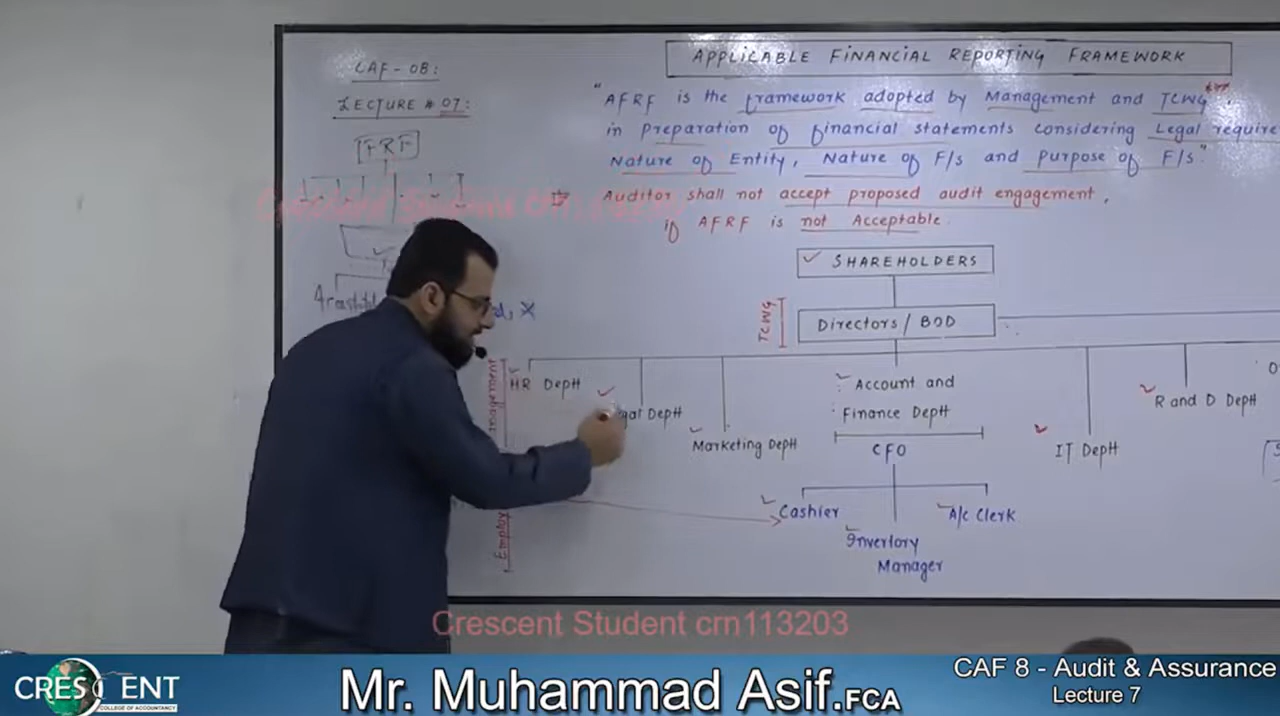 APPLICABLE FINANCIAL REPORTING FRAMEWORK
CAF - 08:
LECTURE # 07:
FRF
"AFRF is the framework adopted by Management and TCWG
in Preparation of financial statements considering Legal require
Nature of Entity, Nature of F/s and Purpose of F/s"
Auditor shall not accept proposed audit engagement,
if AFRF is not Acceptable.
SHAREHOLDERS
TCWG
Directors / BOD
HR Deptt
Deptt
Marketing Deptt
Account and
Finance Deptt
CFO
IT Deptt
R and D Deptt
Cashier
Inventory
Manager
A/c Clerk
Crescent Student crn113203
CRESCENT
COLLEGE OF ACCOUNTANCY
Mr. Muhammad Asif.FCA
CAF 8 - Audit & Assurance
Lecture 7